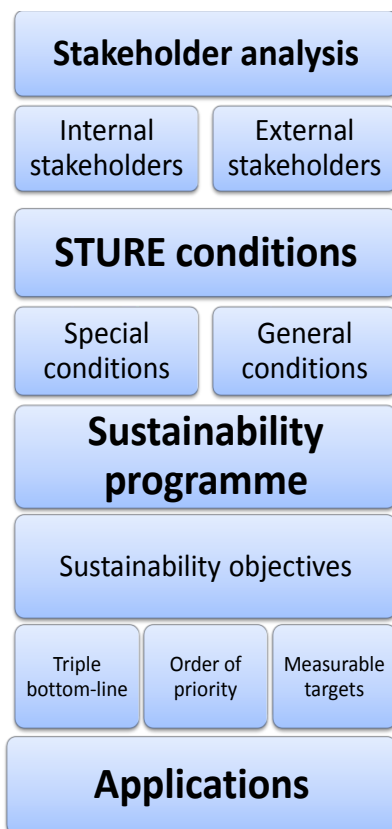 Stakeholder analysis
Internal
stakeholders
External
stakeholders
STURE conditions
Special
conditions
General
conditions
Sustainability
programme
Sustainability objectives
Triple
bottom-line
Order of
priority
Measurable
targets
Applications